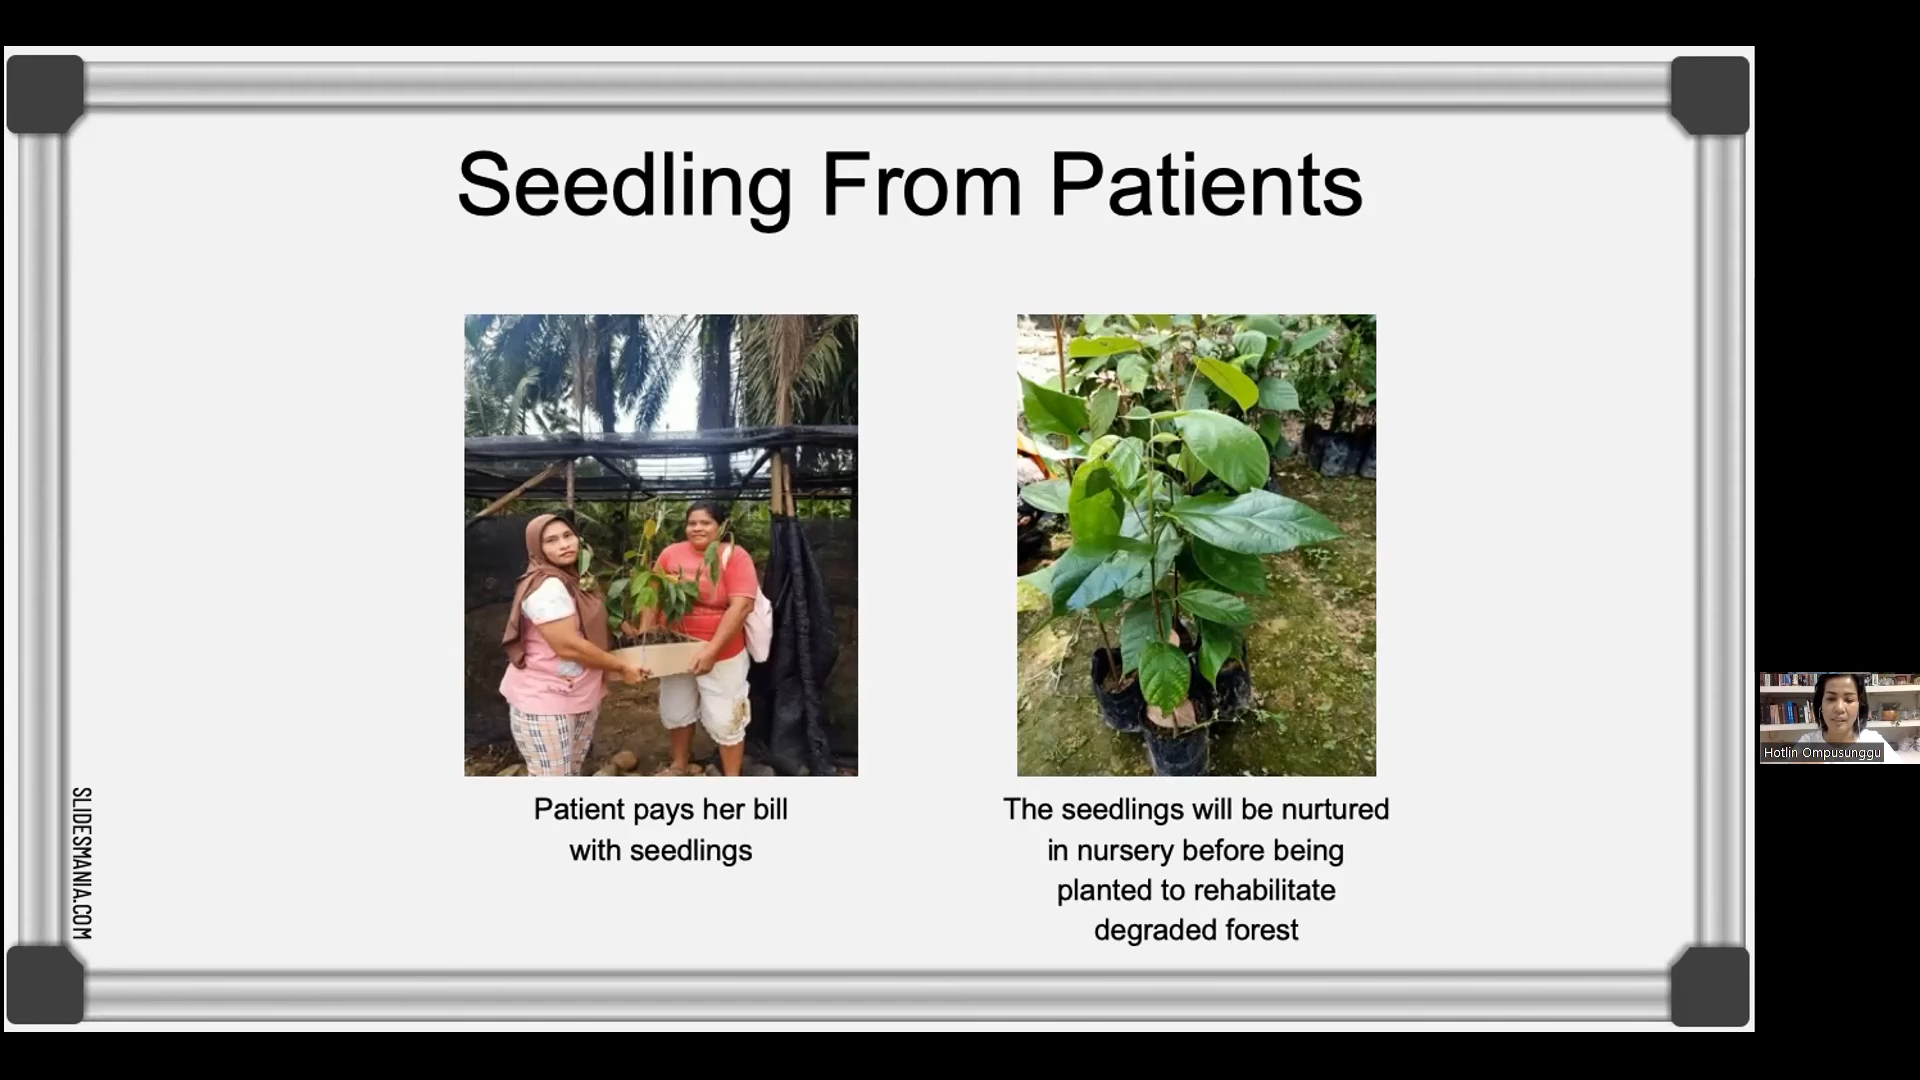 Seedling From Patients
Patient pays her bill
with seedlings
The seedlings will be nurtured
in nursery before being
planted to rehabilitate
degraded forest
SLIDESMANIA.COM
Hotlin Ompusunggu